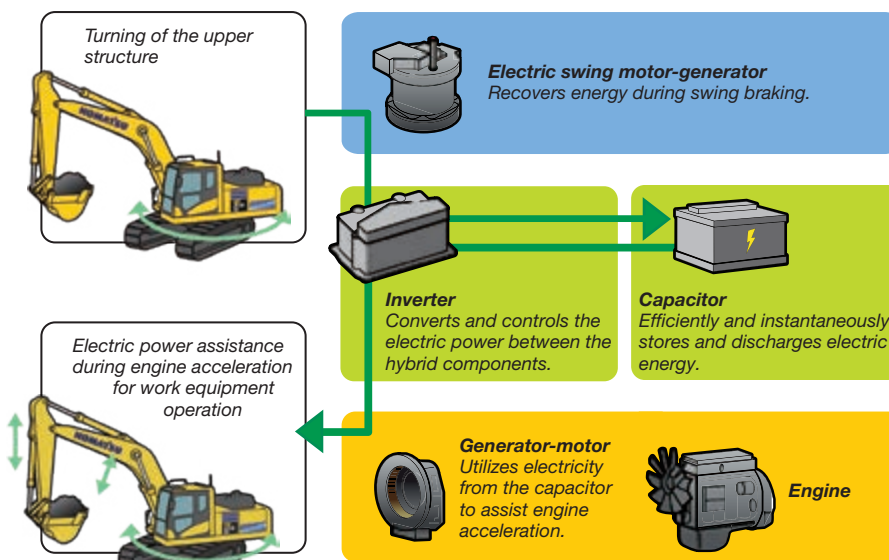 Turning of the upper
structure
KOMATSU
Electric swing motor-generator
Recovers energy during swing braking.
Inverter
Converts and controls the
electric power between the
hybrid components.
Capacitor
Efficiently and instantaneously
stores and discharges electric
energy.
Electric power assistance
during engine acceleration
for work equipment
operation
KOMATSU
Generator-motor
Utilizes electricity
from the capacitor
to assist engine
acceleration.
Engine